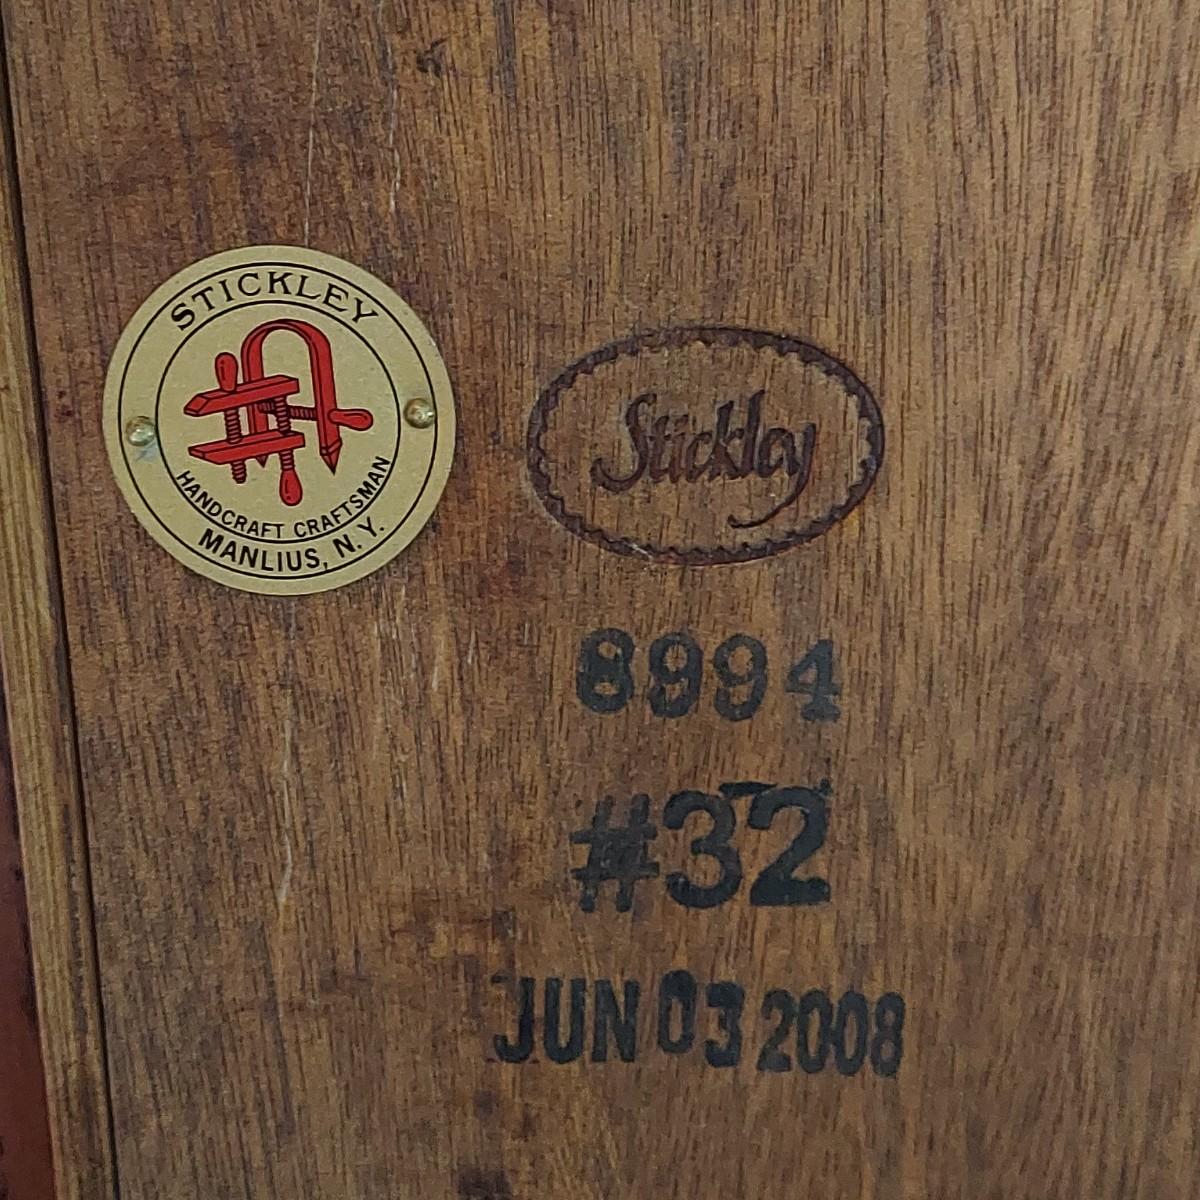 STICKLEY
HANDCRAFT CRAFTSMAN
MANLIUS, N.Y.
Stickley
8994
#32
JUN 03 2008